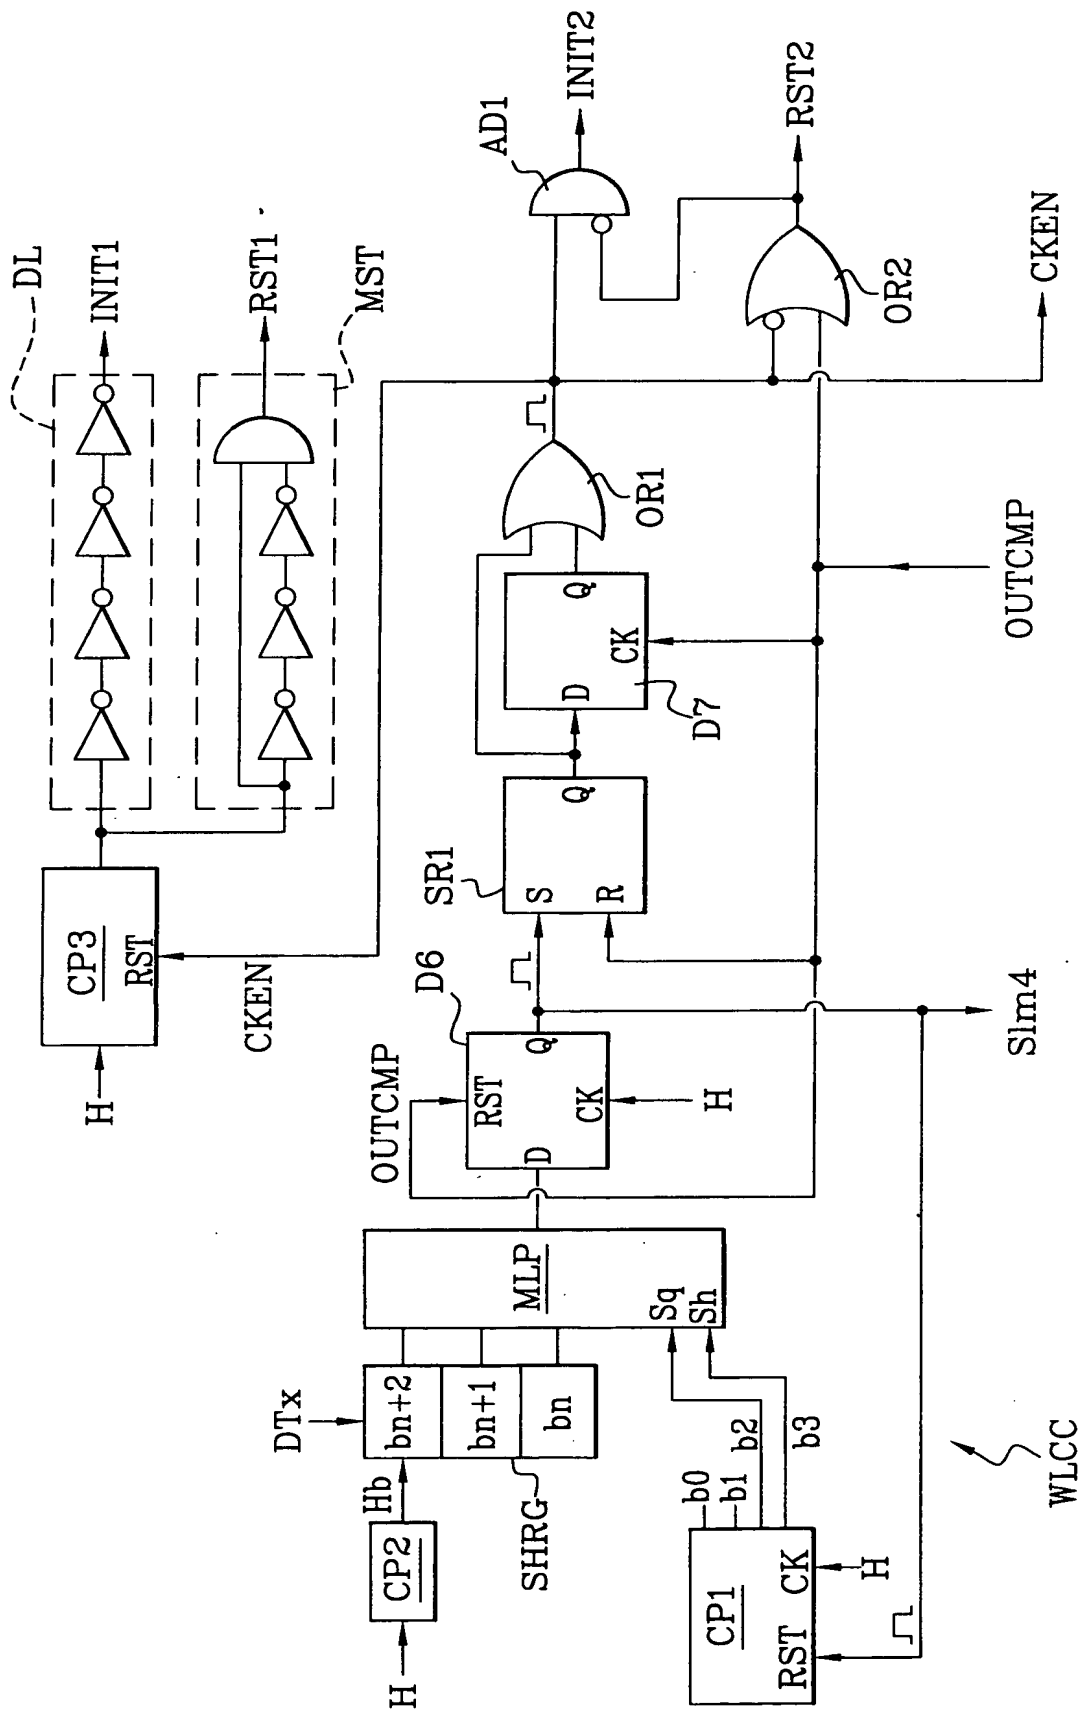 DL
INIT1
RST1
MST
H
CP3
RST
CKEN
AD1
INIT2
RST2
OR2
CKEN
OR1
OUTCMP
Q
D
CK
D7
SR1
S
R
Q
D6
RST
Q
D
CK
H
OUTCMP
Slm4
MLP
Sq
Sh
DTx
bn+2
bn+1
bn
SHRG
Hb
CP2
H
b0
b1
b2
b3
CP1
CK
RST
H
WLCC